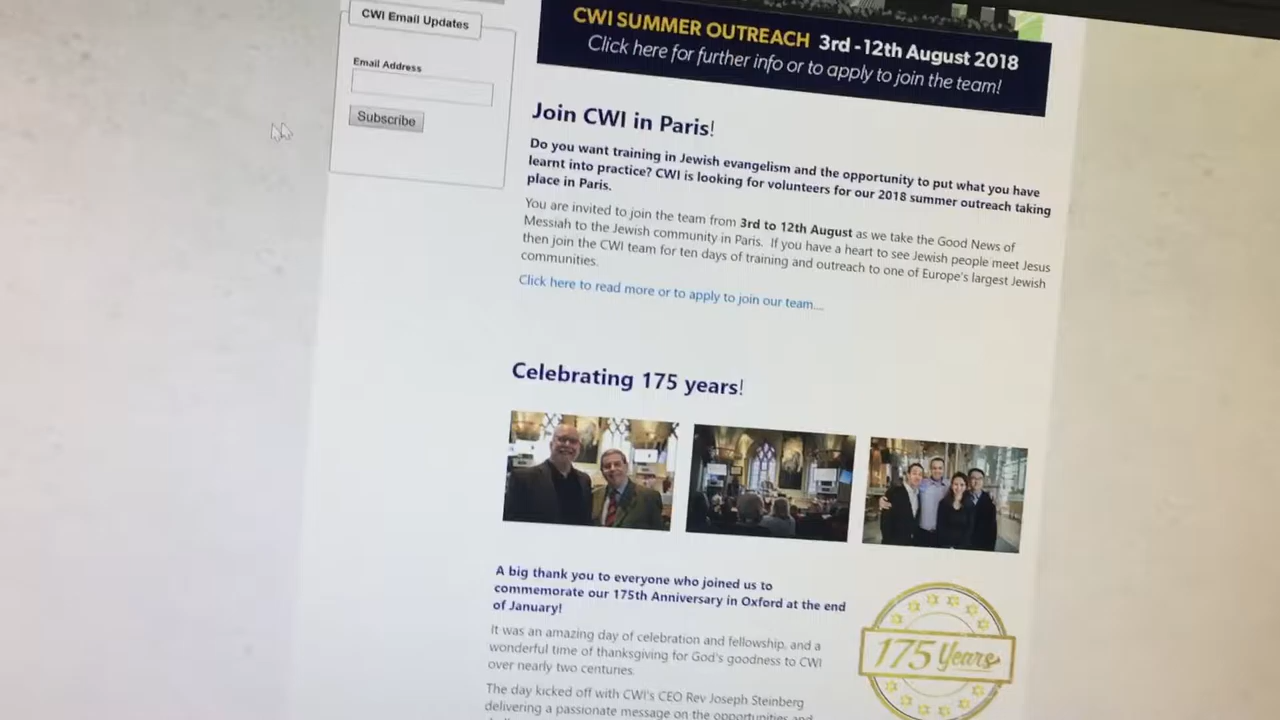 CWI Email Updates
Email Address
Subscribe
CWI SUMMER OUTREACH 3rd - 12th August 2018
Click here for further info or to apply to join the team!
Join CWI in Paris!
Do you want training in Jewish evangelism and the opportunity to put what you have
learnt into practice? CWI is looking for volunteers for our 2018 summer outreach taking
place in Paris.
You are invited to join the team from 3rd to 12th August as we take the Good News of
Messiah to the Jewish community in Paris. If you have a heart to see Jewish people meet Jesus
then join the CWI team for ten days of training and outreach to one of Europe's largest Jewish
communities.
Click here to read more or to apply to join our team....
Celebrating 175 years!
A big thank you to everyone who joined us to
commemorate our 175th Anniversary in Oxford at the end
of January!
It was an amazing day of celebration and fellowship, and a
wonderful time of thanksgiving for God's goodness to CWI
over nearly two centuries.
The day kicked off with CWI's CEO Rev Joseph Steinberg
delivering a passionate message on the opportunities and
175 Years